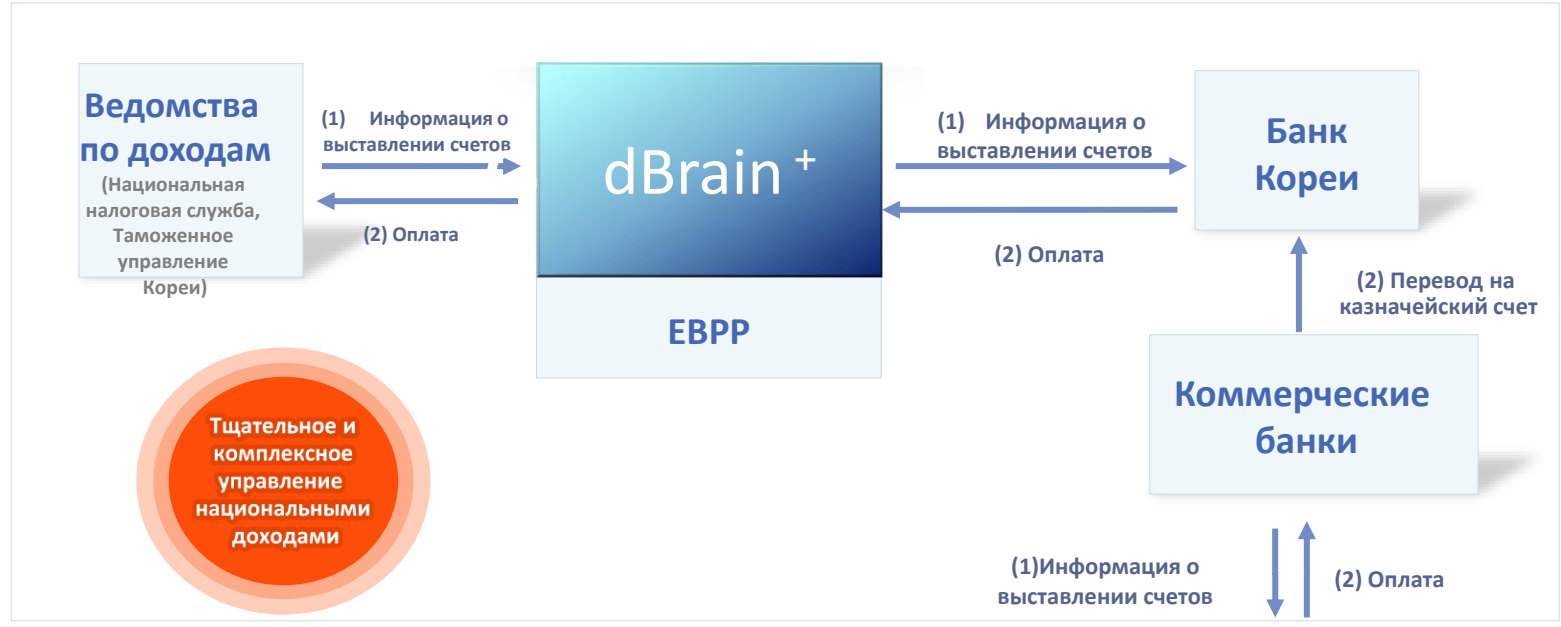 Ведомства
по доходам
(Национальная
налоговая служба,
Таможенное
управление
Кореи)
(1) Информация о
выставлении счетов
(2) Оплата
dBrain +
EBPP
(1) Информация о
выставлении счетов
(2) Оплата
Банк
Кореи
(2) Перевод на
казначейский счет
Коммерческие
банки
(1)Информация о
выставлении счетов
(2) Оплата
Тщательное и
комплексное
управление
национальными
доходами